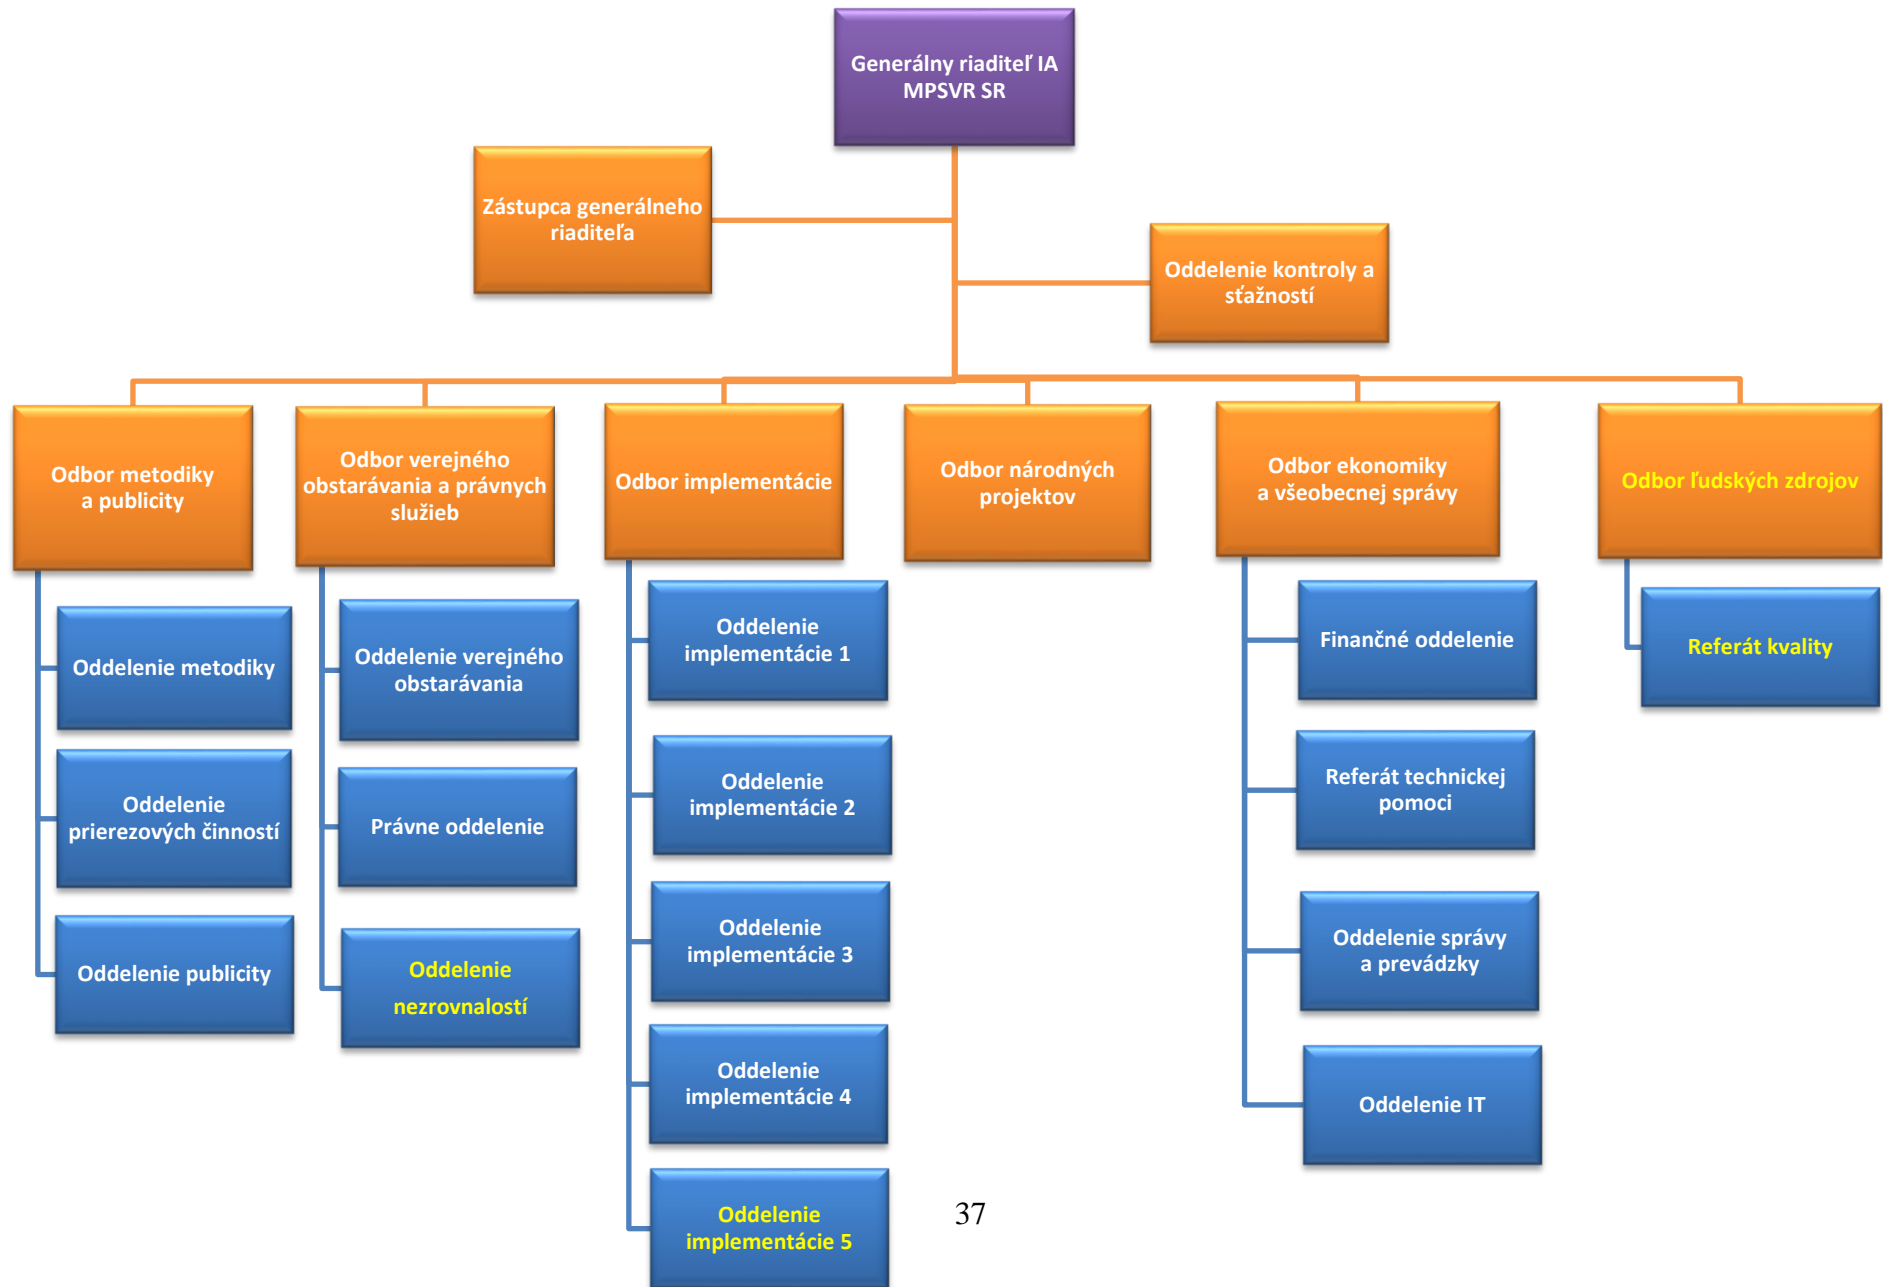 Generálny riaditeľ IA
MPSVR SR
Zástupca generálneho
riaditeľa
Oddelenie kontroly a
sťažností
Odbor metodiky
a publicity
Odbor verejného
obstarávania a právnych
služieb
Odbor implementácie
Odbor národných
projektov
Odbor ekonomiky
a všeobecnej správy
Odbor ľudských zdrojov
Oddelenie metodiky
Oddelenie
prierezových činností
Oddelenie publicity
Oddelenie verejného
obstarávania
Právne oddelenie
Oddelenie
nezrovnalostí
Oddelenie
implementácie 1
Oddelenie
implementácie 2
Oddelenie
implementácie 3
Oddelenie
implementácie 4
Oddelenie
implementácie 5
Finančné oddelenie
Referát technickej
pomoci
Oddelenie správy
a prevádzky
Oddelenie IT
Referát kvality
37